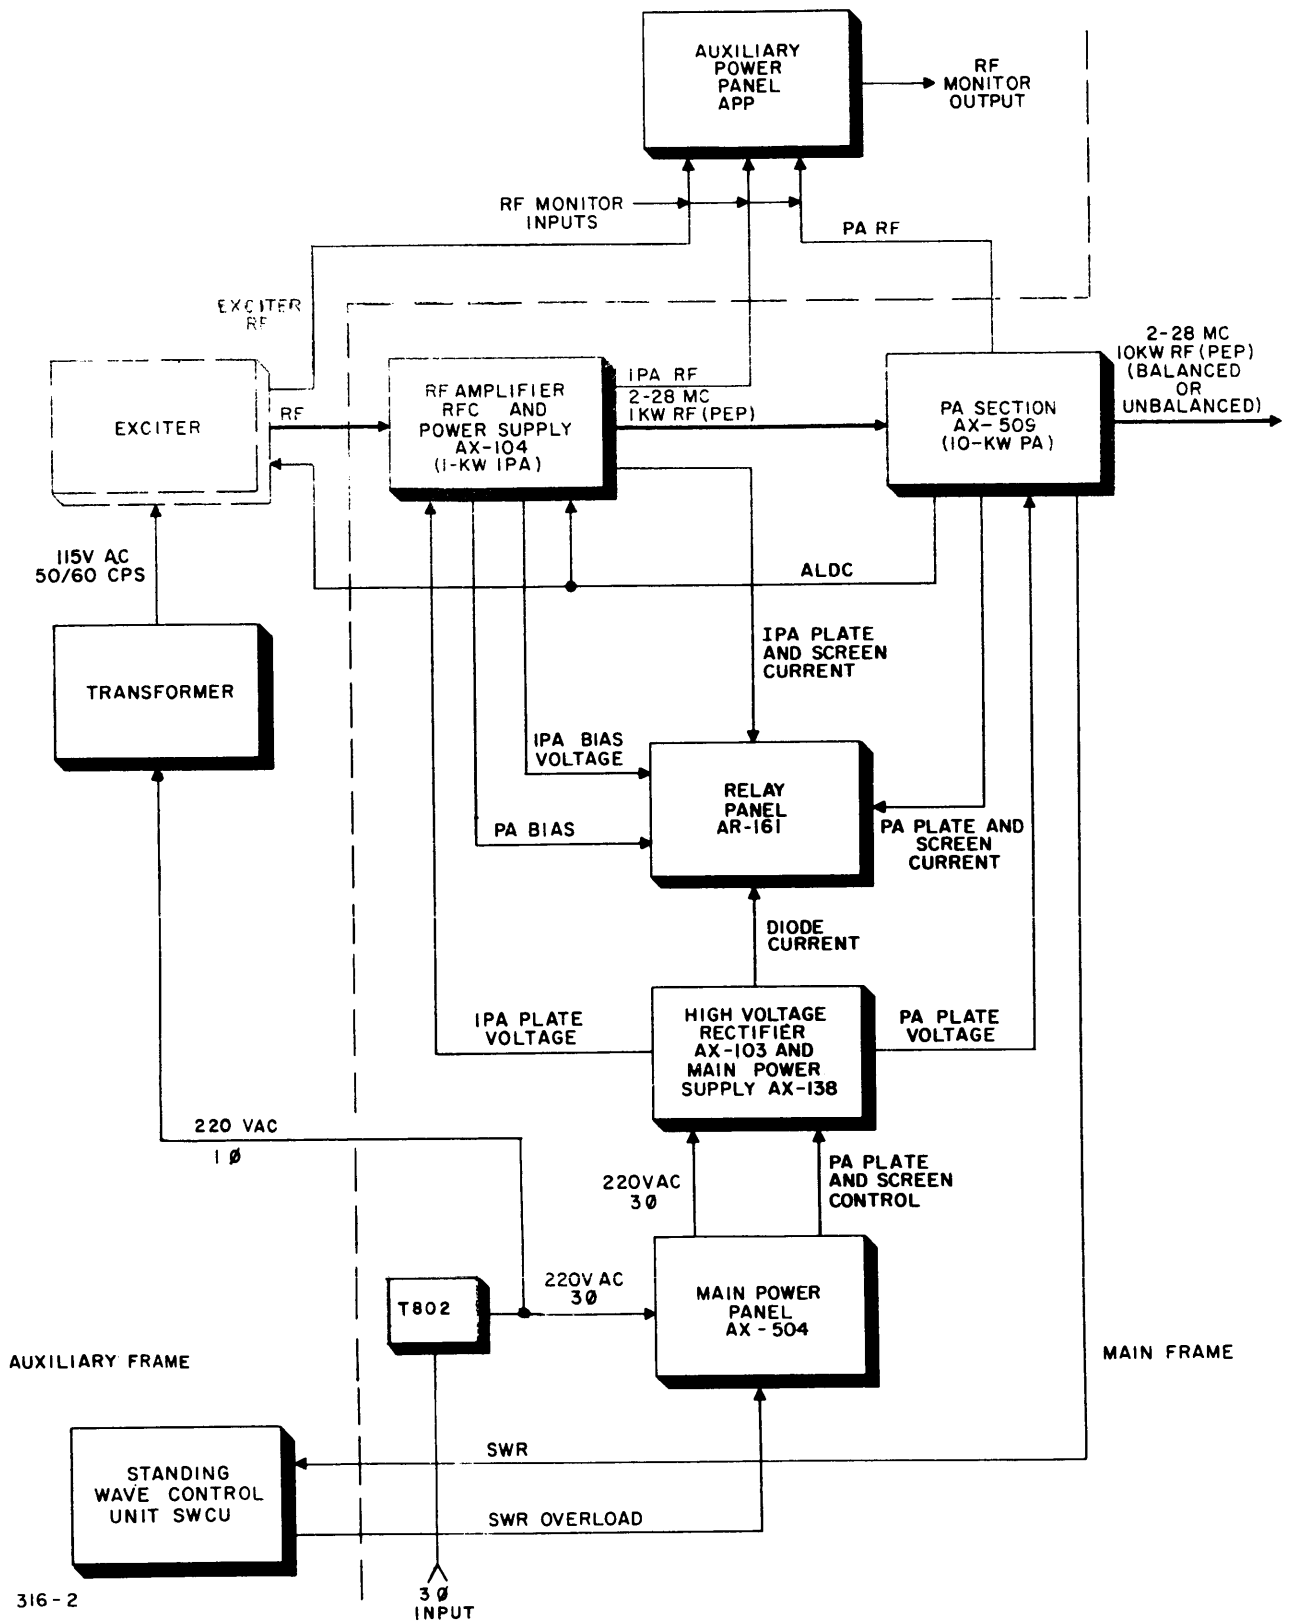 AUXILIARY
POWER
PANEL
APP
RF
MONITOR
OUTPUT
RF MONITOR
INPUTS
PA RF
EXCITER
RF
EXCITER
RF
RF AMPLIFIER
RFC AND
POWER SUPPLY
AX-104
(1-KW IPA)
IPA RF
2-28 MC
1KW RF (PEP)
PA SECTION
AX-509
(10-KW PA)
2-28 MC
10KW RF (PEP)
(BALANCED
OR
UNBALANCED)
115V AC
50/60 CPS
ALDC
TRANSFORMER
IPA PLATE
AND SCREEN
CURRENT
IPA BIAS
VOLTAGE
PA BIAS
RELAY
PANEL
AR-161
PA PLATE AND
SCREEN
CURRENT
DIODE
CURRENT
IPA PLATE
VOLTAGE
HIGH VOLTAGE
RECTIFIER
AX-103 AND
MAIN POWER
SUPPLY AX-138
PA PLATE
VOLTAGE
220 VAC
1 Ø
220VAC
3 Ø
PA PLATE
AND SCREEN
CONTROL
T802
220V AC
3Ø
MAIN POWER
PANEL
AX - 504
AUXILIARY FRAME
MAIN FRAME
STANDING
WAVE CONTROL
UNIT SWCU
SWR
SWR OVERLOAD
3 Ø
INPUT
316-2